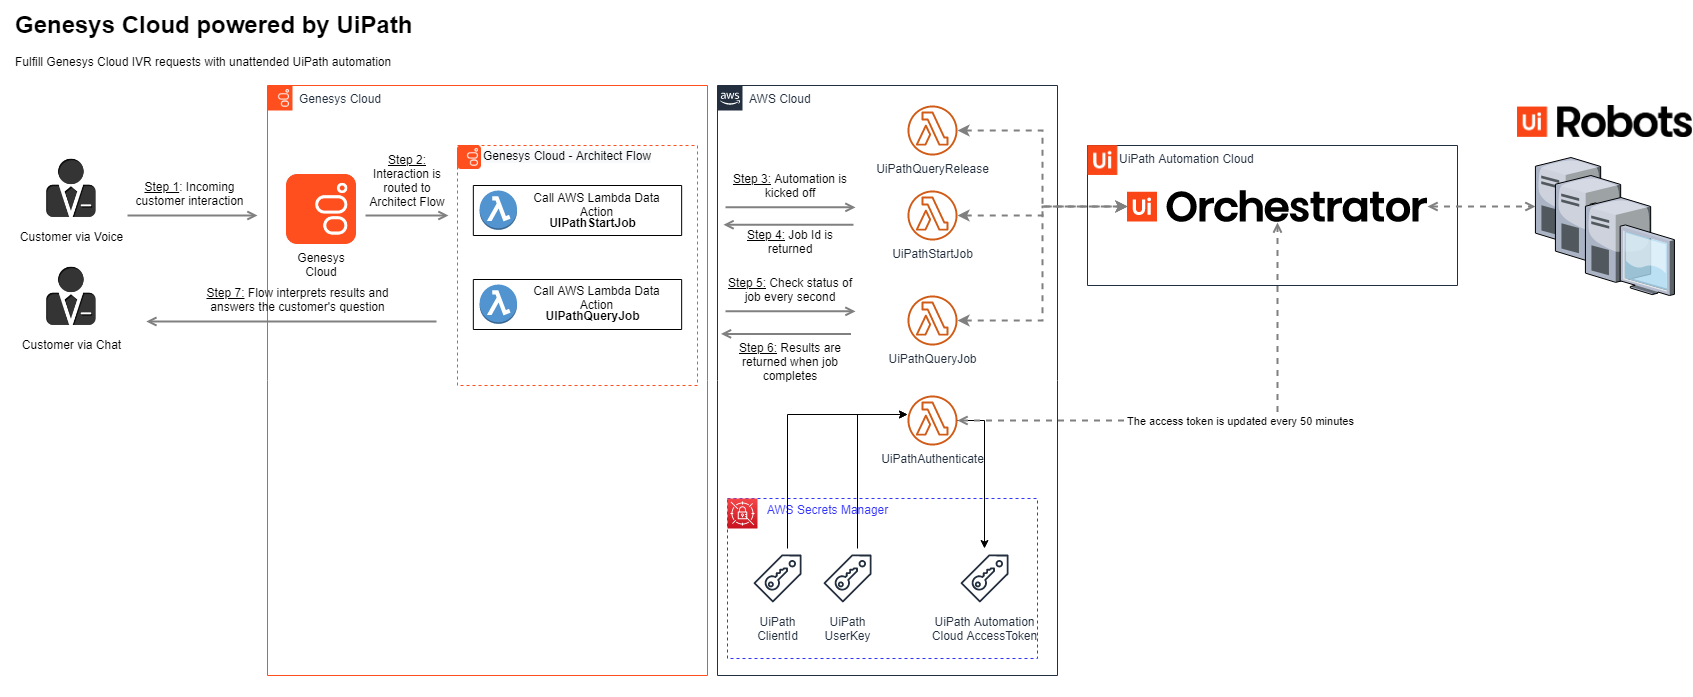 Genesys Cloud powered by UiPath
Fulfill Genesys Cloud IVR requests with unattended UiPath automation
Customer via Voice
Customer via Chat
Step 1: Incoming
customer interaction
Genesys Cloud
Genesys
Cloud
Step 2:
Interaction is
routed to
Architect Flow
Genesys Cloud - Architect Flow
Call AWS Lambda Data
Action
UIPathStartJob
Call AWS Lambda Data
Action
UIPathQueryJob
Step 7: Flow interprets results and
answers the customer's question
aws
AWS Cloud
Step 3: Automation is
kicked off
Step 4: Job Id is
returned
Step 5: Check status of
job every second
Step 6: Results are
returned when job
completes
UiPathQueryRelease
UiPathStartJob
UiPathQueryJob
UiPathAuthenticate
AWS Secrets Manager
UiPath
ClientId
UiPath
UserKey
UiPath Automation
Cloud AccessToken
Ui
UiPath Automation Cloud
Ui Orchestrator
The access token is updated every 50 minutes
Ui Robots